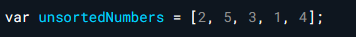 var unsortedNumbers = [2, 5, 3, 1, 4];